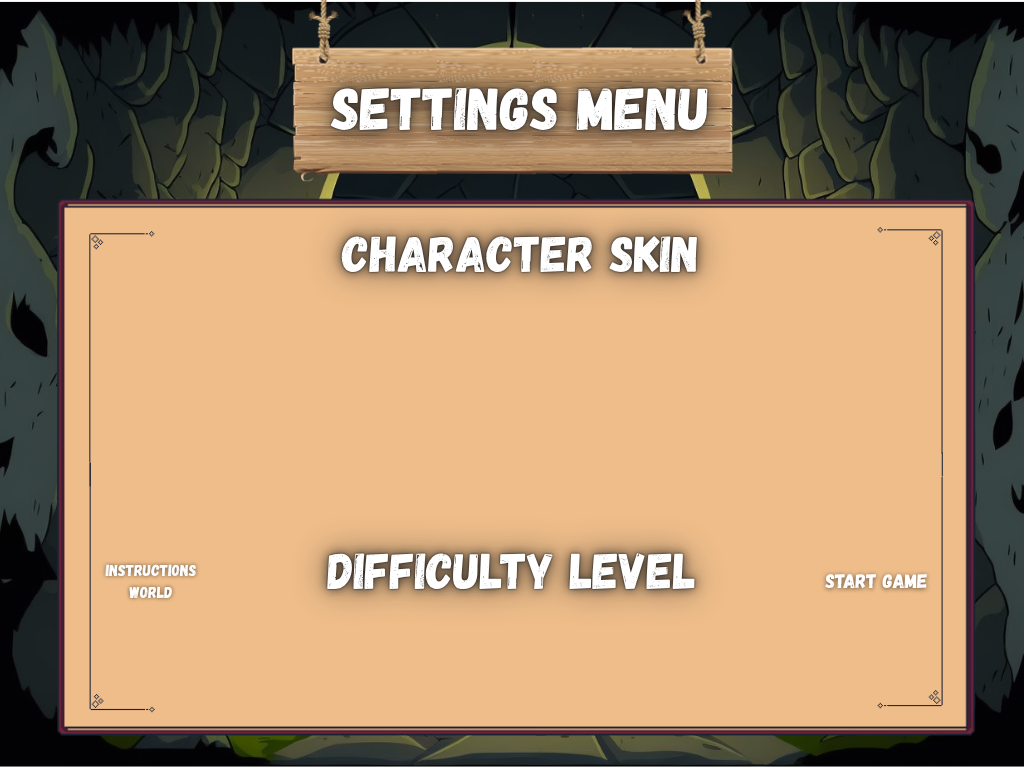 SETTINGS MENU
CHARACTER SKIN
DIFFICULTY LEVEL
INSTRUCTIONS
WORLD
START GAME